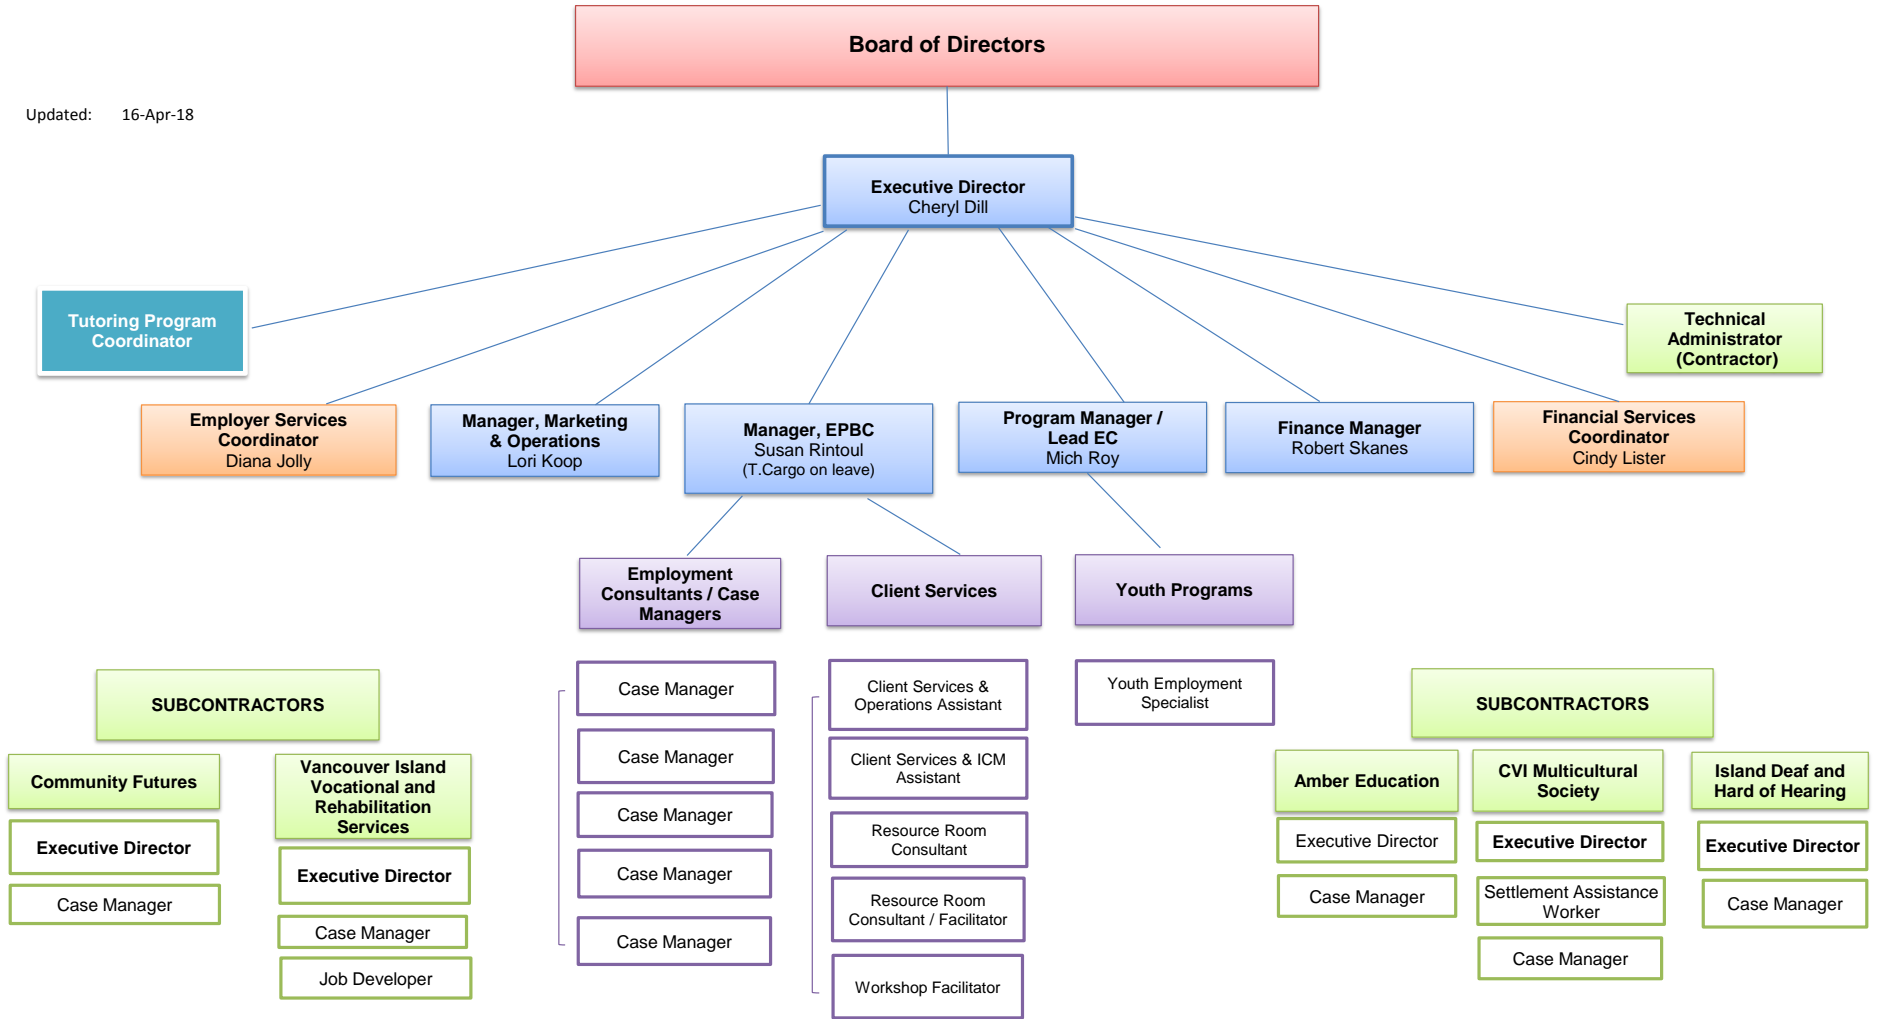 Board of Directors
Updated: 16-Apr-18
Executive Director
Cheryl Dill
Tutoring Program
Coordinator
Technical
Administrator
(Contractor)
Employer Services
Coordinator
Diana Jolly
Manager, Marketing
& Operations
Lori Koop
Manager, EPBC
Susan Rintoul
(T.Cargo on leave)
Program Manager /
Lead EC
Mich Roy
Finance Manager
Robert Skanes
Financial Services
Coordinator
Cindy Lister
Employment
Consultants / Case
Managers
Client Services
Youth Programs
SUBCONTRACTORS
Community Futures
Executive Director
Case Manager
Vancouver Island
Vocational and
Rehabilitation
Services
Executive Director
Case Manager
Job Developer
Case Manager
Case Manager
Case Manager
Case Manager
Case Manager
Client Services &
Operations Assistant
Client Services & ICM
Assistant
Resource Room
Consultant
Resource Room
Consultant / Facilitator
Workshop Facilitator
Youth Employment
Specialist
SUBCONTRACTORS
Amber Education
Executive Director
Case Manager
CVI Multicultural
Society
Executive Director
Settlement Assistance
Worker
Case Manager
Island Deaf and
Hard of Hearing
Executive Director
Case Manager